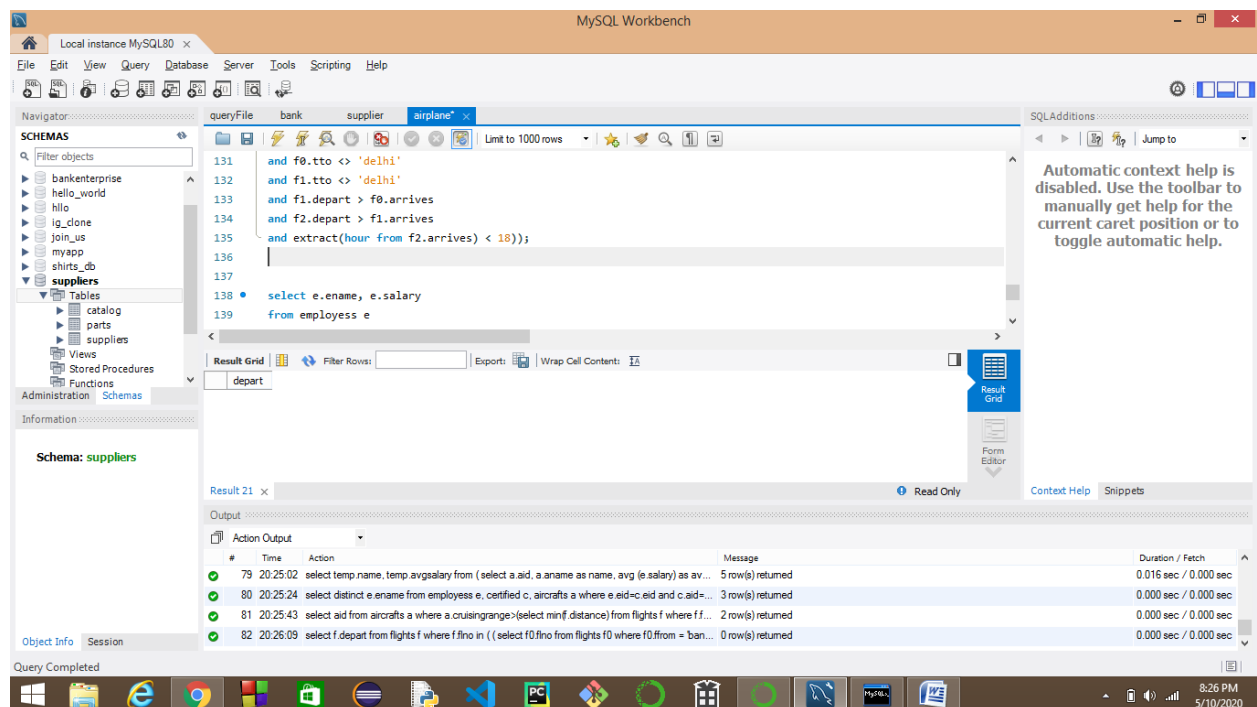 MySQL Workbench
Local instance MySQL80 ×
File Edit View Query Database Server Tools Scripting Help
Navigator
SCHEMAS
Filter objects
bankenterprise
hello_world
hllo
ig_clone
join_us
myapp
shirts_db
suppliers
Tables
catalog
parts
suppliers
Views
Stored Procedures
Functions
Administration Schemas
Information
Schema: suppliers
Object Info Session
queryFile bank supplier airplane* ×
Limit to 1000 rows
131 and f0.tto <> 'delhi'
132 and f1.tto <> 'delhi'
133 and f1.depart > f0.arrives
134 and f2.depart > f1.arrives
135 and extract(hour from f2.arrives) < 18));
136
137
138 select e.ename, e.salary
139 from employess e
Result Grid Filter Rows: Export: Wrap Cell Content:
depart
Result Grid
Form Editor
Result 21 × Read Only
SQLAdditions
Jump to
Automatic context help is
disabled. Use the toolbar to
manually get help for the
current caret position or to
toggle automatic help.
Context Help Snippets
Output
Action Output
# Time Action Message Duration / Fetch
79 20:25:02 select temp.name, temp.avgsalary from ( select a.aid, a.aname as name, avg (e.salary) as av... 5 row(s) returned 0.016 sec / 0.000 sec
80 20:25:24 select distinct e.ename from employess e, certified c, aircrafts a where e.eid=c.eid and c.aid=... 3 row(s) returned 0.000 sec / 0.000 sec
81 20:25:43 select aid from aircrafts a where a.cruisingrange>(select min(f.distance) from flights f where f.f... 2 row(s) returned 0.000 sec / 0.000 sec
82 20:26:09 select f.depart from flights f where f.flno in ( ( select f0.flno from flights f0 where f0.ffrom = 'ban... 0 row(s) returned 0.000 sec / 0.000 sec
Query Completed
PC
MySQL
8:26 PM
5/10/2020